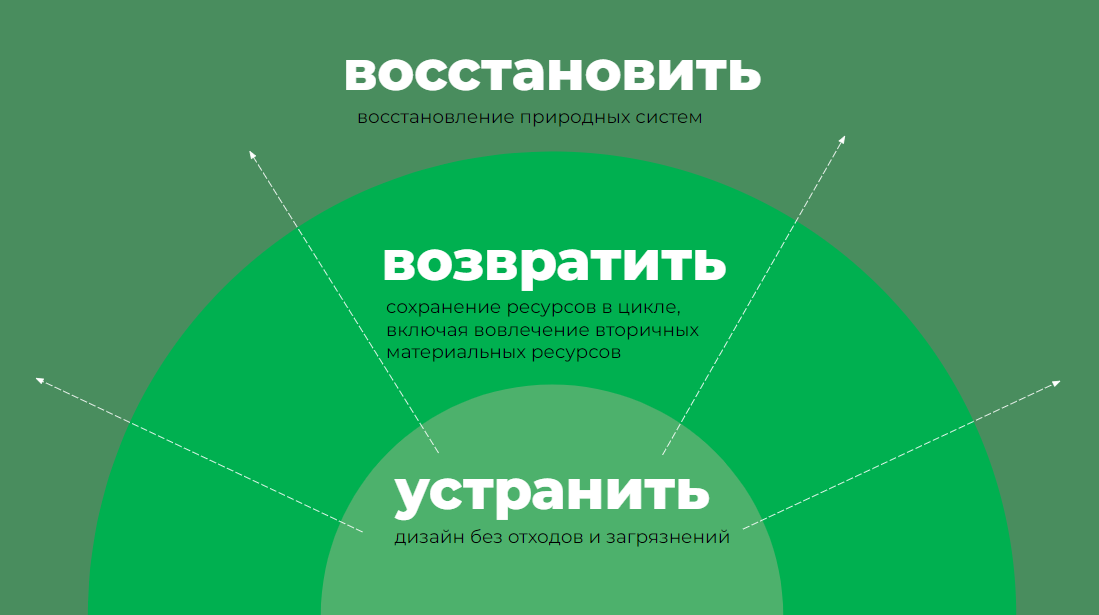 восстановить
восстановление природных систем
возвратить
сохранение ресурсов в цикле,
включая вовлечение вторичных
материальных ресурсов
устранить
дизайн без отходов и загрязнений